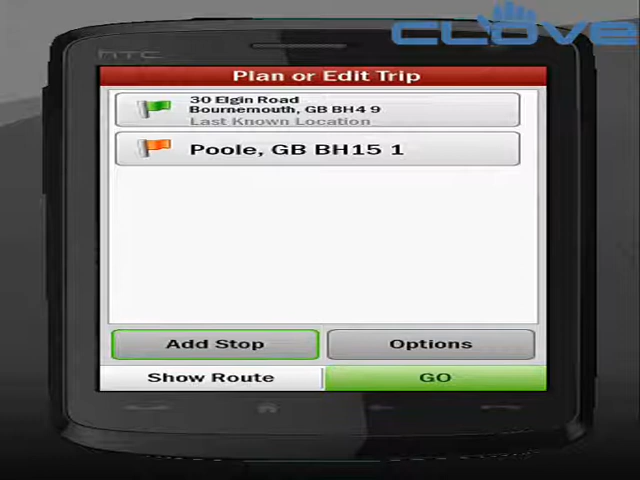 CLOVE
hTC
Plan or Edit Trip
30 Elgin Road
Bournemouth, GB BH4 9
Last Known Location
Poole, GB BH15 1
Add Stop
Options
Show Route
GO